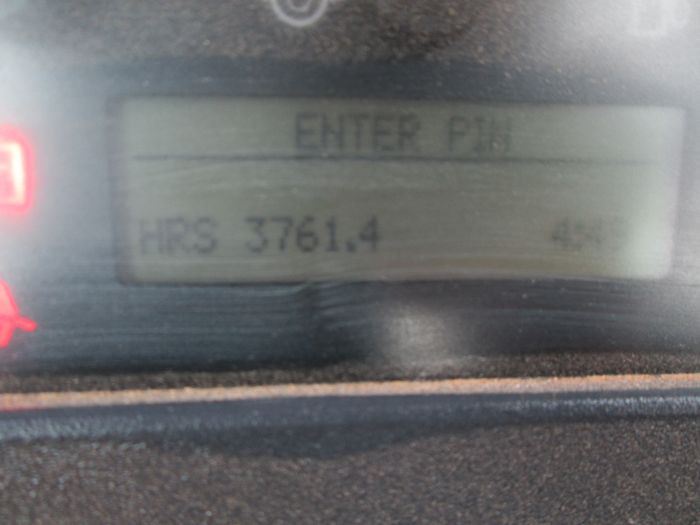 ENTER PIN
HRS 3761.4